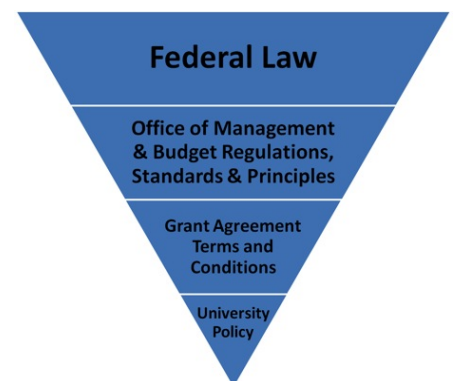 Federal Law
Office of Management
& Budget Regulations,
Standards & Principles
Grant Agreement
Terms and
Conditions
University
Policy